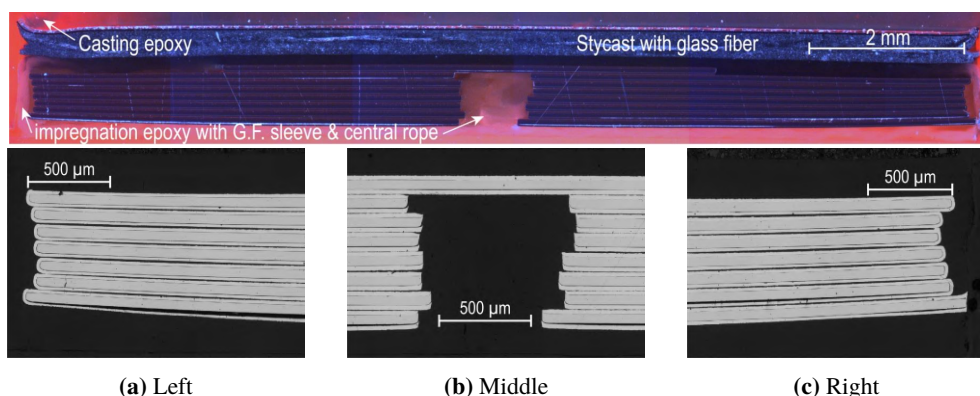 Casting epoxy
Stycast with glass fiber
2 mm
impregnation epoxy with G.F. sleeve & central rope
500 µm
500 µm
500 µm
(a) Left
(b) Middle
(c) Right